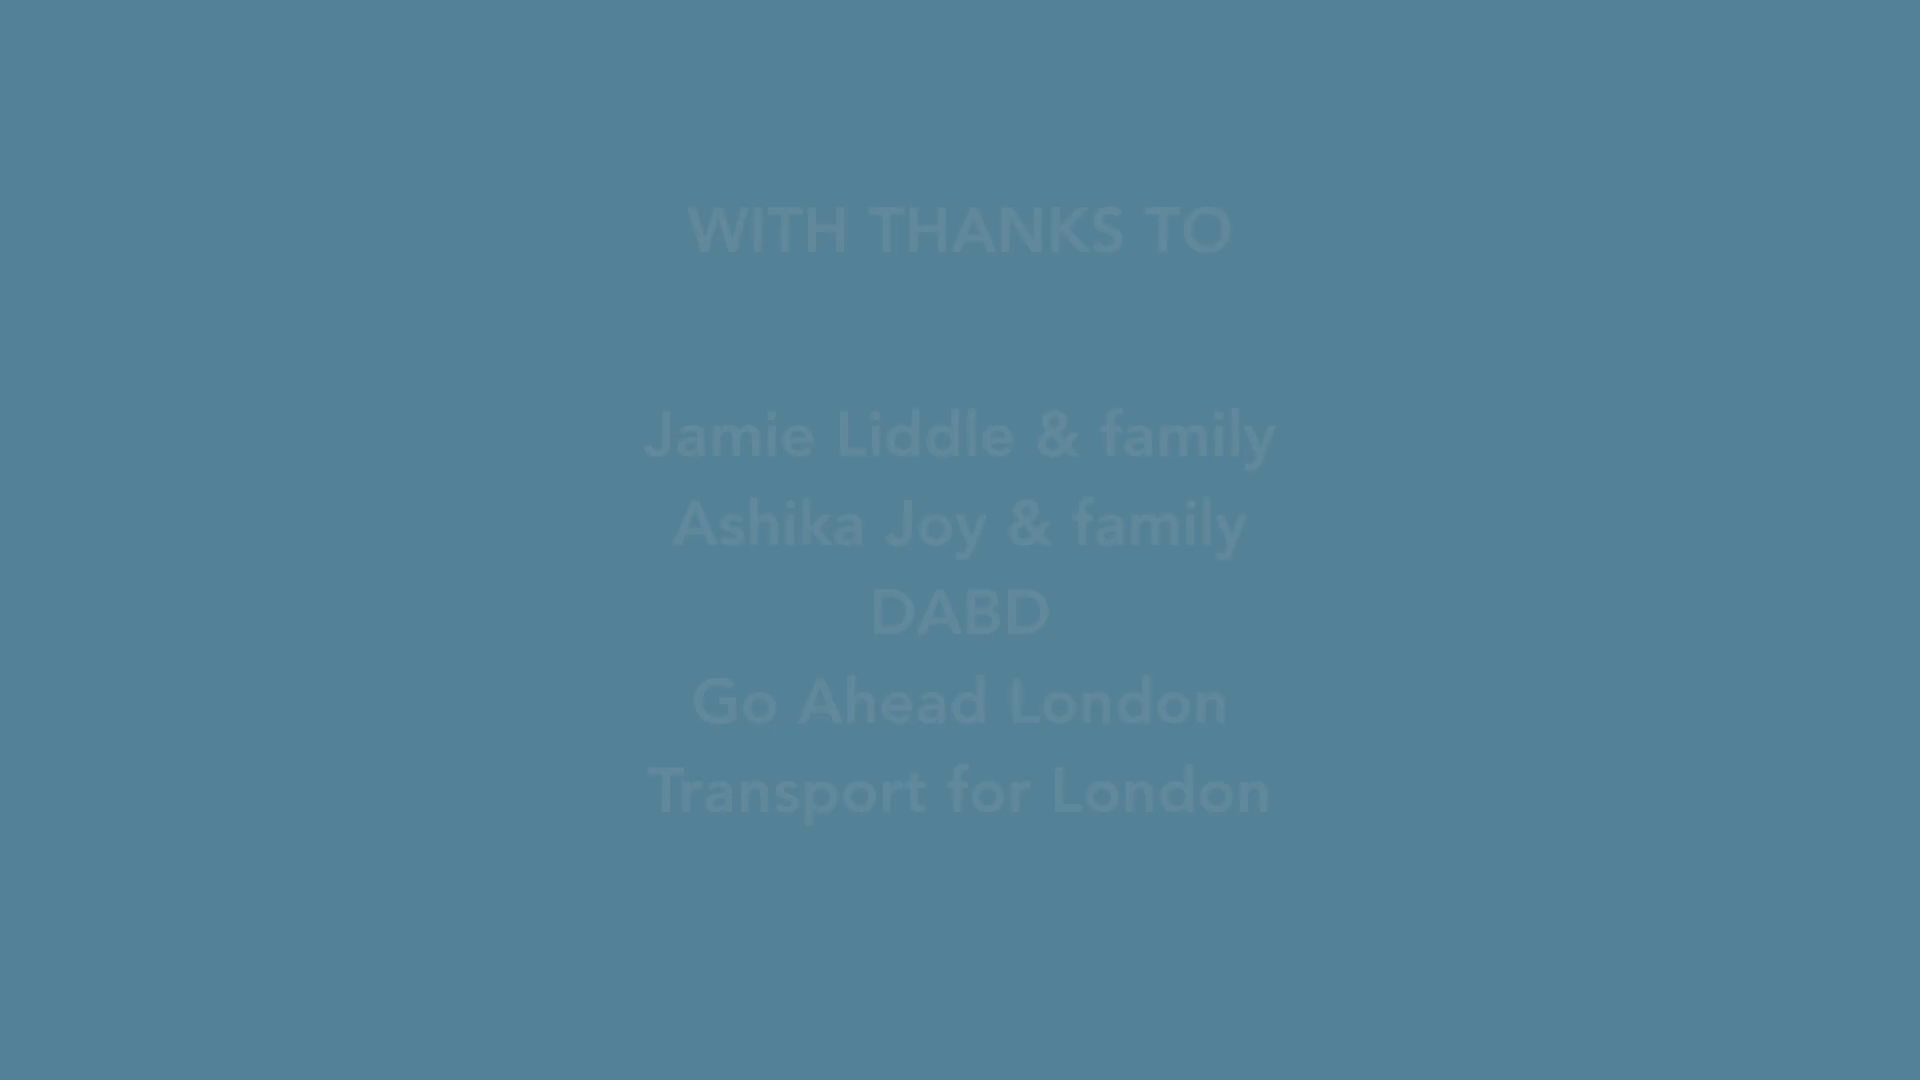 WITH THANKS TO
Jamie Liddle & family
Ashika Joy & family
DABD
Go Ahead London
Transport for London